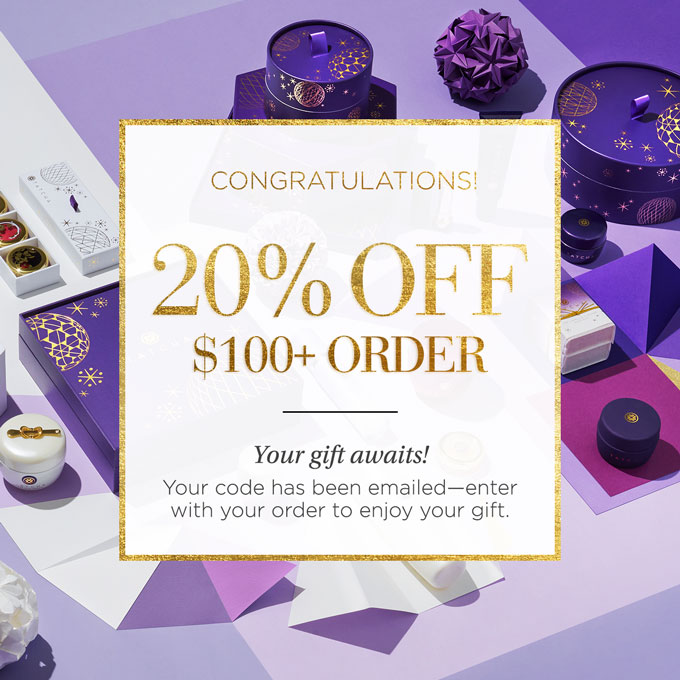 CONGRATULATIONS!
20% OFF
$100+ ORDER
Your gift awaits!
Your code has been emailed—enter
with your order to enjoy your gift.